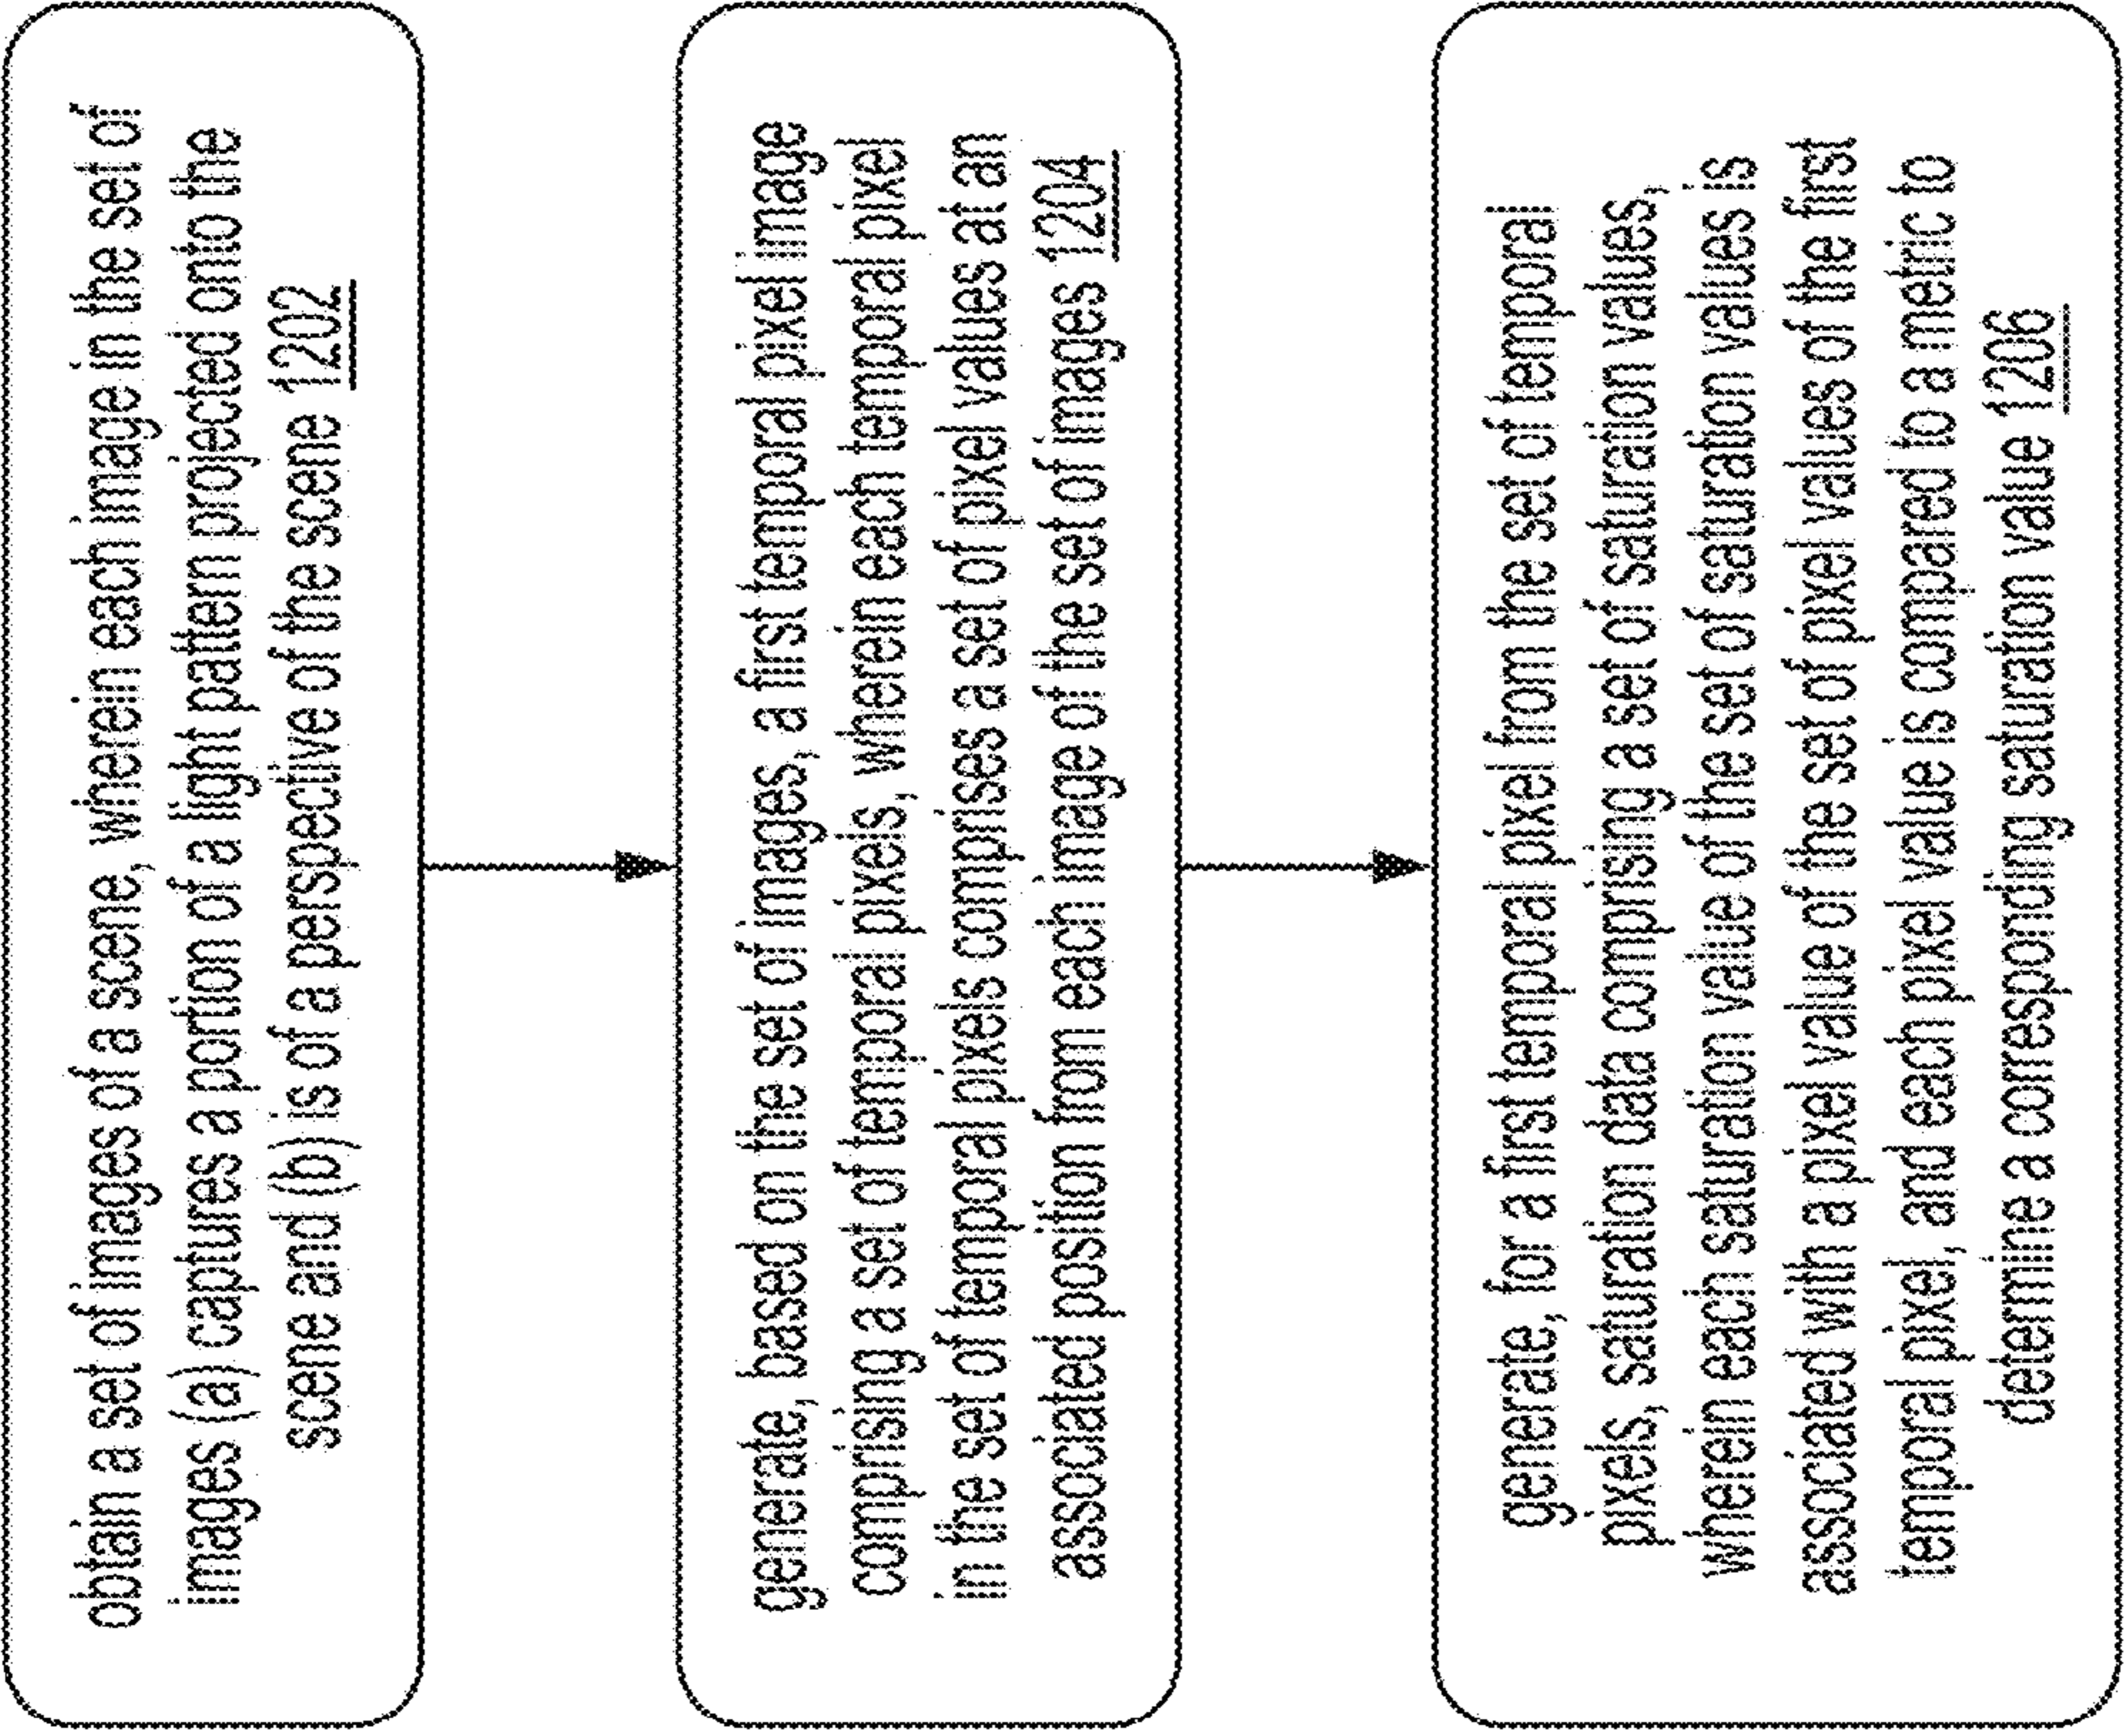 obtain a set of images of a scene, wherein each image in the set of
images (a) captures a portion of a light pattern projected onto the
scene and (b) is of a perspective of the scene 1202
generate, based on the set of images, a first temporal pixel image
comprising a set of temporal pixels, wherein each temporal pixel
in the set of temporal pixels comprises a set of pixel values at an
associated position from each image of the set of images 1204
generate, for a first temporal pixel from the set of temporal
pixels, saturation data comprising a set of saturation values,
wherein each saturation value of the set of saturation values is
associated with a pixel value of the set of pixel values of the first
temporal pixel, and each pixel value is compared to a metric to
determine a corresponding saturation value 1206